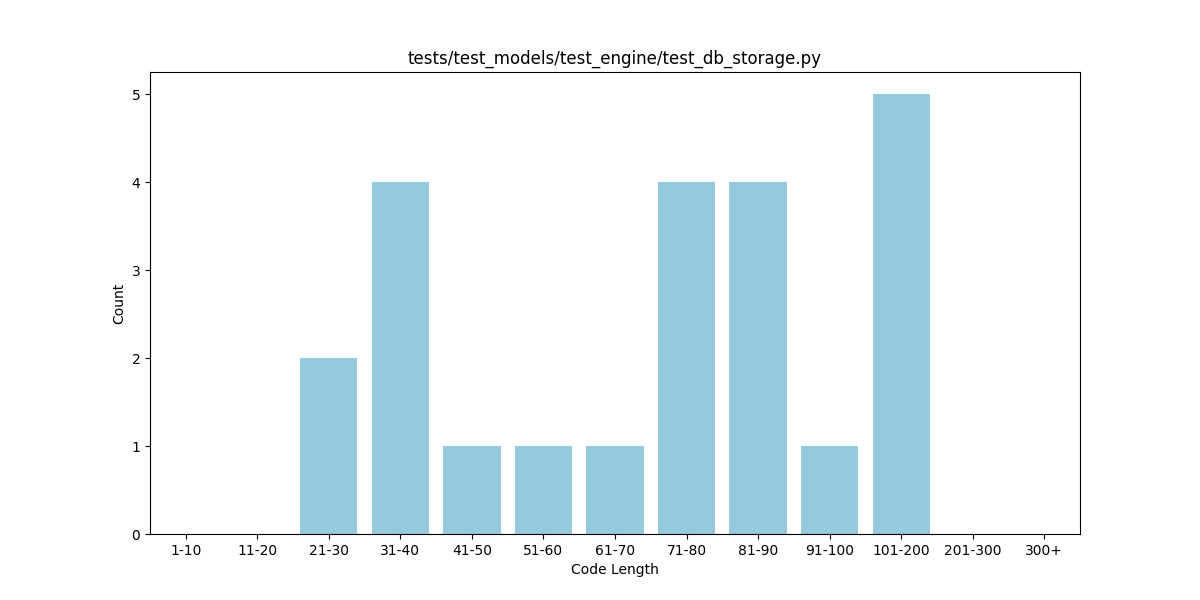 tests/test_models/test_engine/test_db_storage.py
5
4
3
2
1
0
Count
1-10 11-20 21-30 31-40 41-50 51-60 61-70 71-80 81-90 91-100 101-200 201-300 300+
Code Length